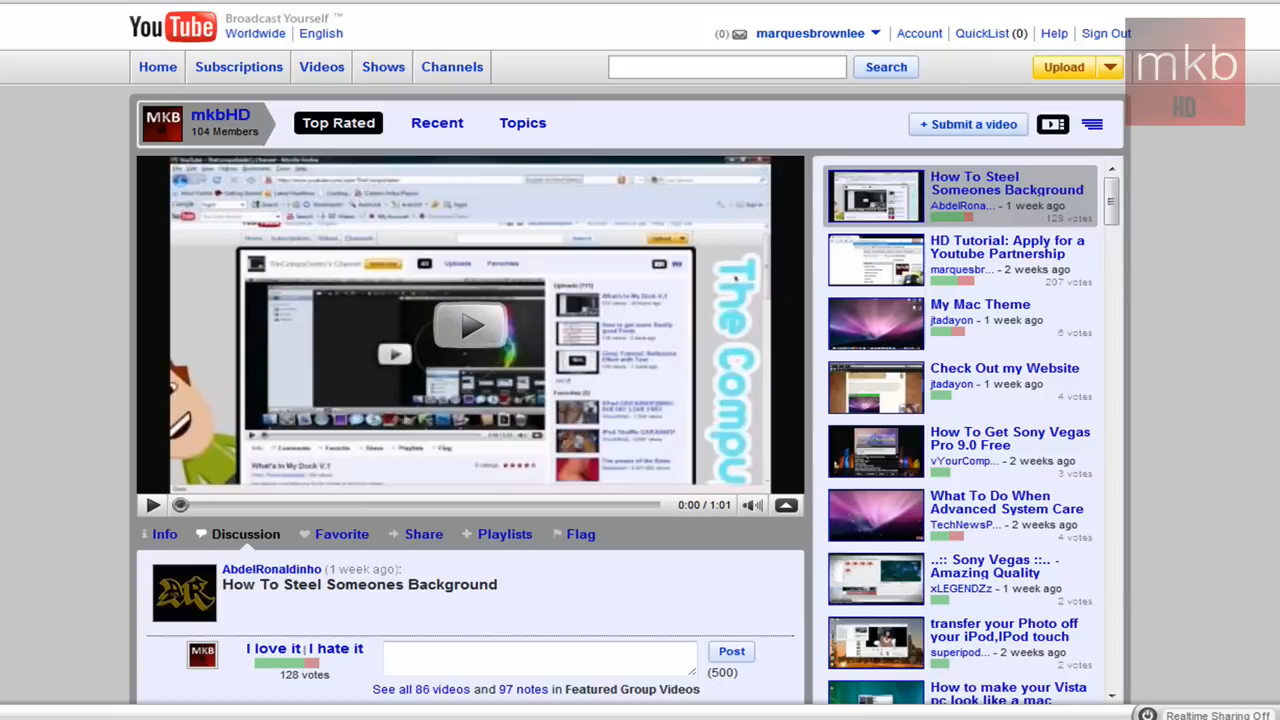 YouTube
Broadcast Yourself ™
Worldwide | English
(0) marquesbrownlee Account QuickList (0) Help Sign Out
Home Subscriptions Videos Shows Channels
Search
Upload
mkb
HD
MKB
mkbHD
104 Members
Top Rated Recent Topics
+ Submit a video
The Comp
What's In My Dock V.1
0:00 / 1:01
Info Discussion Favorite Share Playlists Flag
AbdelRonaldinho (1 week ago):
How To Steel Someones Background
AR
MKB
I love it | I hate it
128 votes
Post
(500)
See all 86 videos and 97 notes in Featured Group Videos
How To Steel
Someones Background
AbdelRona... - 1 week ago
128 votes
HD Tutorial: Apply for a
Youtube Partnership
marquesbr... - 2 weeks ago
207 votes
My Mac Theme
jtadayon - 1 week ago
6 votes
Check Out my Website
jtadayon - 1 week ago
4 votes
How To Get Sony Vegas
Pro 9.0 Free
vYourComp... - 1 week ago
3 votes
What To Do When
Advanced System Care
TechNewsP... - 2 weeks ago
4 votes
..:: Sony Vegas ::.. -
Amazing Quality
xLEGENDZz - 1 week ago
2 votes
transfer your Photo off
your iPod,IPod touch
superipod... - 2 weeks ago
2 votes
How to make your Vista
pc look like a mac
Realtime Sharing Off